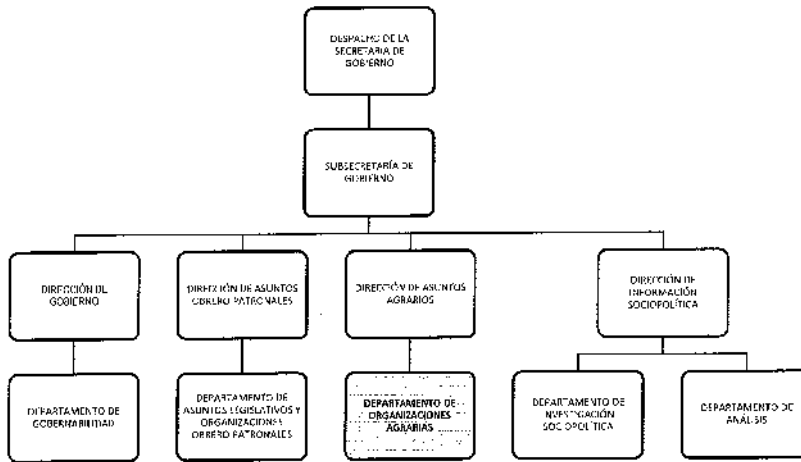 DESPACHO DE LA
SECRETARIA DE
GOBIERNO
SUBSECRETARÍA DE
GOBIERNO
DIRECCIÓN DE
GOBIERNO
DIRECCIÓN DE ASUNTOS
OBRERO PATRONALES
DIRECCIÓN DE ASUNTOS
AGRARIOS
DIRECCIÓN DE
INFORMACIÓN
SOCIOPOLÍTICA
DEPARTAMENTO DE
GOBERNABILIDAD
DEPARTAMENTO DE
ASUNTOS LEGISLATIVOS Y
ORGANIZACIONES
OBRERO PATRONALES
DEPARTAMENTO DE
ORGANIZACIONES
AGRARIAS
DEPARTAMENTO DE
INVESTIGACIÓN
SOCIOPOLÍTICA
DEPARTAMENTO DE
ANÁLISIS